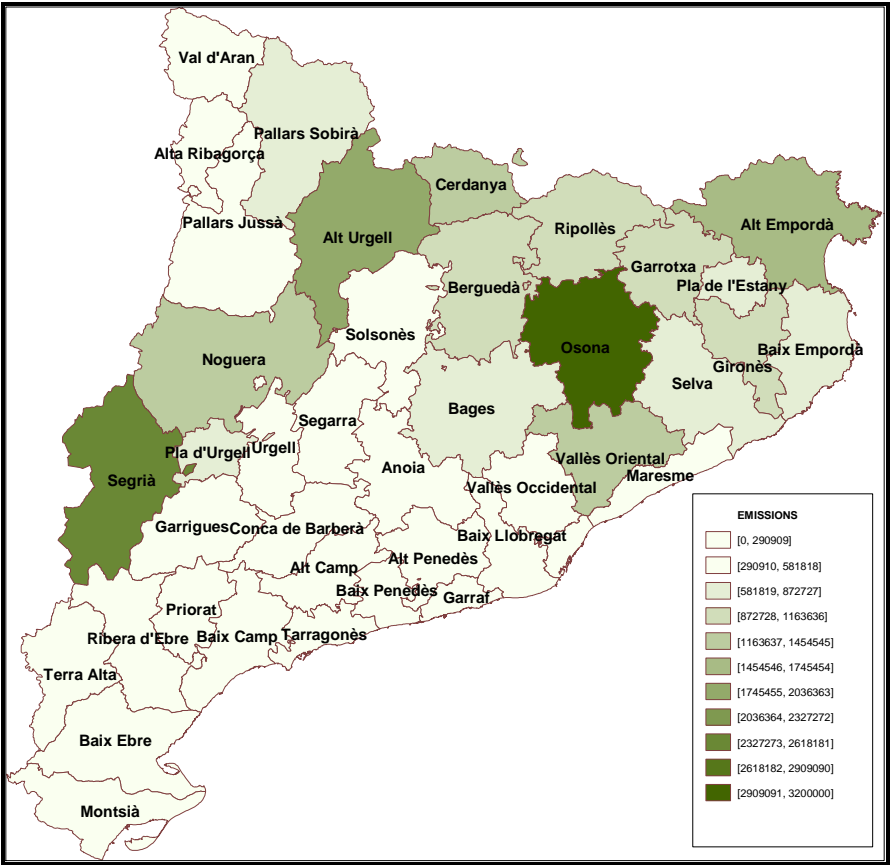 Val d'Aran
Pallars Sobirà
Alta Ribagorça
Cerdanya
Pallars Jussà
Alt Urgell
Ripollès
Alt Empordà
Garrotxa
Pla de l'Estany
Berguedà
Solsonès
Osona
Baix Empordà
Noguera
Gironès
Selva
Bages
Segarra
Pla d'Urgell
Urgell
Vallès Oriental
Anoia
Maresme
Segrià
Vallès Occidental
Garrigues
Conca de Barberà
Baix Llobregat
Alt Penedès
Alt Camp
Baix Penedès
Garraf
Priorat
Ribera d'Ebre
Baix Camp
Tarragonès
Terra Alta
Baix Ebre
Montsià
EMISSIONS
[0, 290909]
[290910, 581818]
[581819, 872727]
[872728, 1163636]
[1163637, 1454545]
[1454546, 1745454]
[1745455, 2036363]
[2036364, 2327272]
[2327273, 2618181]
[2618182, 2909090]
[2909091, 3200000]